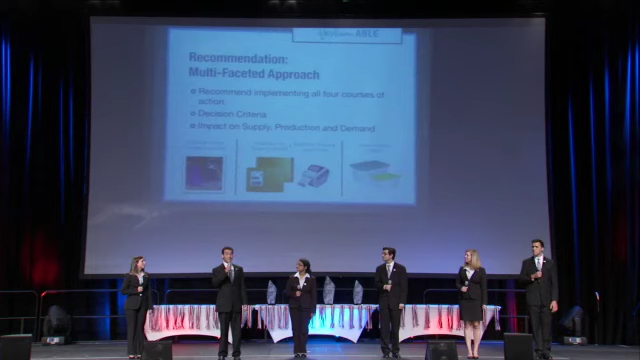 ABLE
Recommendation:
Multi-Faceted Approach
Recommend implementing all four courses of
action.
Decision Criteria
Impact on Supply, Production and Demand